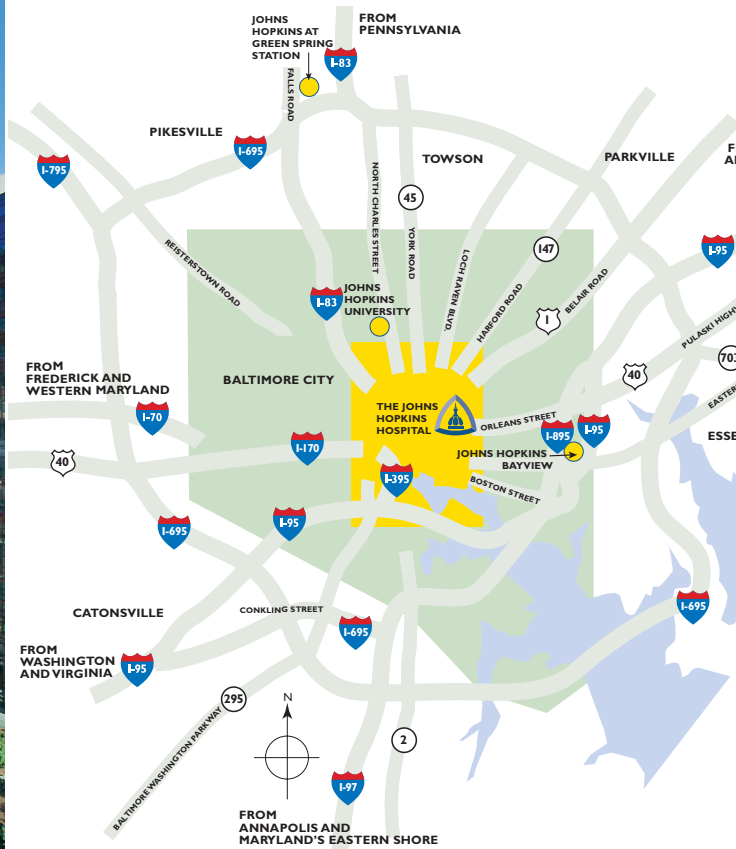 JOHNS
HOPKINS AT
GREEN SPRING
STATION
FROM
PENNSYLVANIA
I-83
FALLS ROAD
PIKESVILLE
I-695
I-795
TOWSON
PARKVILLE
NORTH CHARLES STREET
45
YORK ROAD
LOCH RAVEN BLVD.
147
HARFORD ROAD
BELAIR ROAD
I-95
REISTERSTOWN ROAD
I-83
JOHNS
HOPKINS
UNIVERSITY
1
PULASKI HIGH
703
40
EASTER
FROM
FREDERICK AND
WESTERN MARYLAND
BALTIMORE CITY
I-70
THE JOHNS
HOPKINS
HOSPITAL
ORLEANS STREET
I-895
I-95
ESSE
40
I-170
JOHNS HOPKINS
BAYVIEW
I-395
BOSTON STREET
I-695
I-95
CATONSVILLE
CONKLING STREET
I-695
I-695
FROM
WASHINGTON
AND VIRGINIA
I-95
295
N
2
BALTIMORE WASHINGTON PARKWAY
I-97
FROM
ANNAPOLIS AND
MARYLAND'S EASTERN SHORE